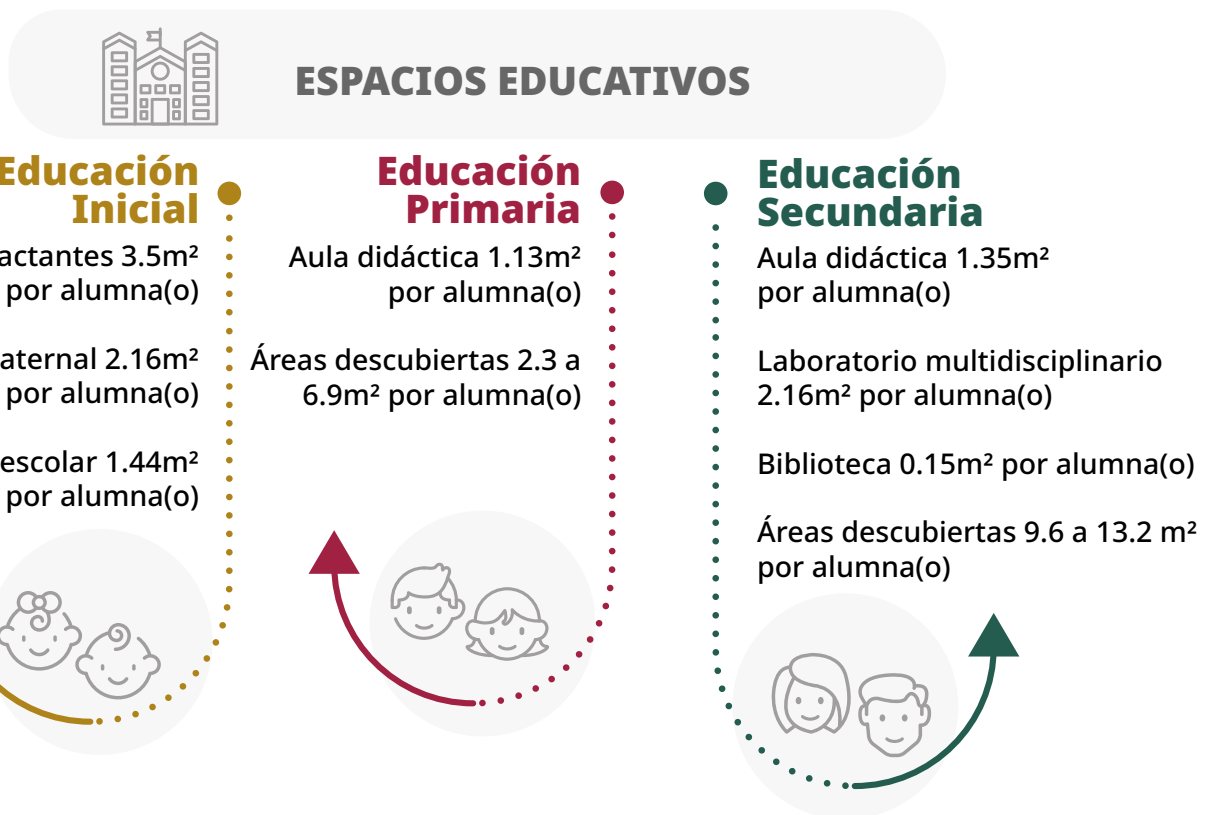 ESPACIOS EDUCATIVOS
Educación
Inicial
actantes 3.5m²
por alumna(o)
aternal 2.16m²
por alumna(o)
escolar 1.44m²
por alumna(o)
Educación
Primaria
Aula didáctica 1.13m²
por alumna(o)
Áreas descubiertas 2.3 a
6.9m² por alumna(o)
Educación
Secundaria
Aula didáctica 1.35m²
por alumna(o)
Laboratorio multidisciplinario
2.16m² por alumna(o)
Biblioteca 0.15m² por alumna(o)
Áreas descubiertas 9.6 a 13.2 m²
por alumna(o)